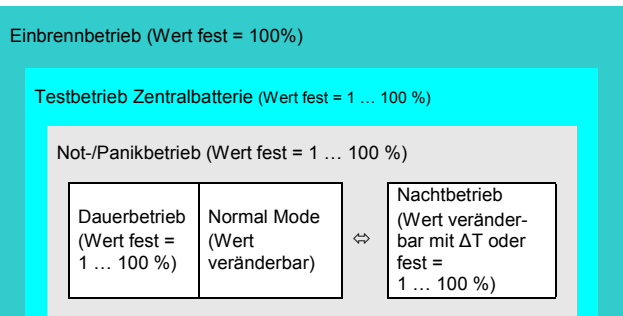 Einbrennbetrieb (Wert fest = 100%)
Testbetrieb Zentralbatterie (Wert fest = 1 … 100 %)
Not-/Panikbetrieb (Wert fest = 1 … 100 %)
Dauerbetrieb
(Wert fest =
1 … 100 %)
Normal Mode
(Wert
veränderbar)
⇔
Nachtbetrieb
(Wert veränder-
bar mit ΔT oder
fest =
1 … 100 %)